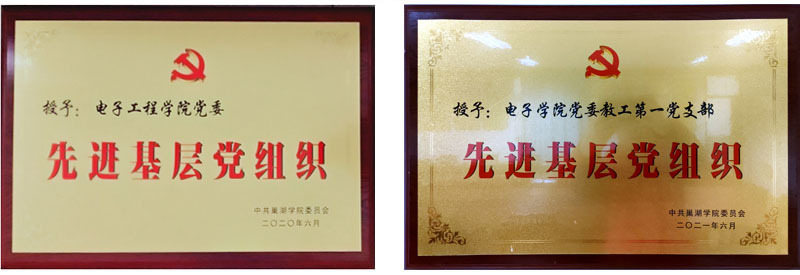 授予：电子工程学院党委
先进基层党组织
中共巢湖学院委员会
二〇二〇年六月
授予：电子学院党委教工第一党支部
先进基层党组织
中共巢湖学院委员会
二〇二一年六月